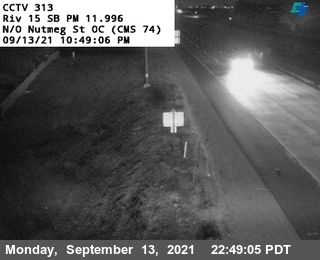 CCTV 313
Riv 15 SB PM 11.996
N/O Nutmeg St OC (CMS 74)
09/13/21 10:49:06 PM
Monday, September 13, 2021 22:49:05 PDT